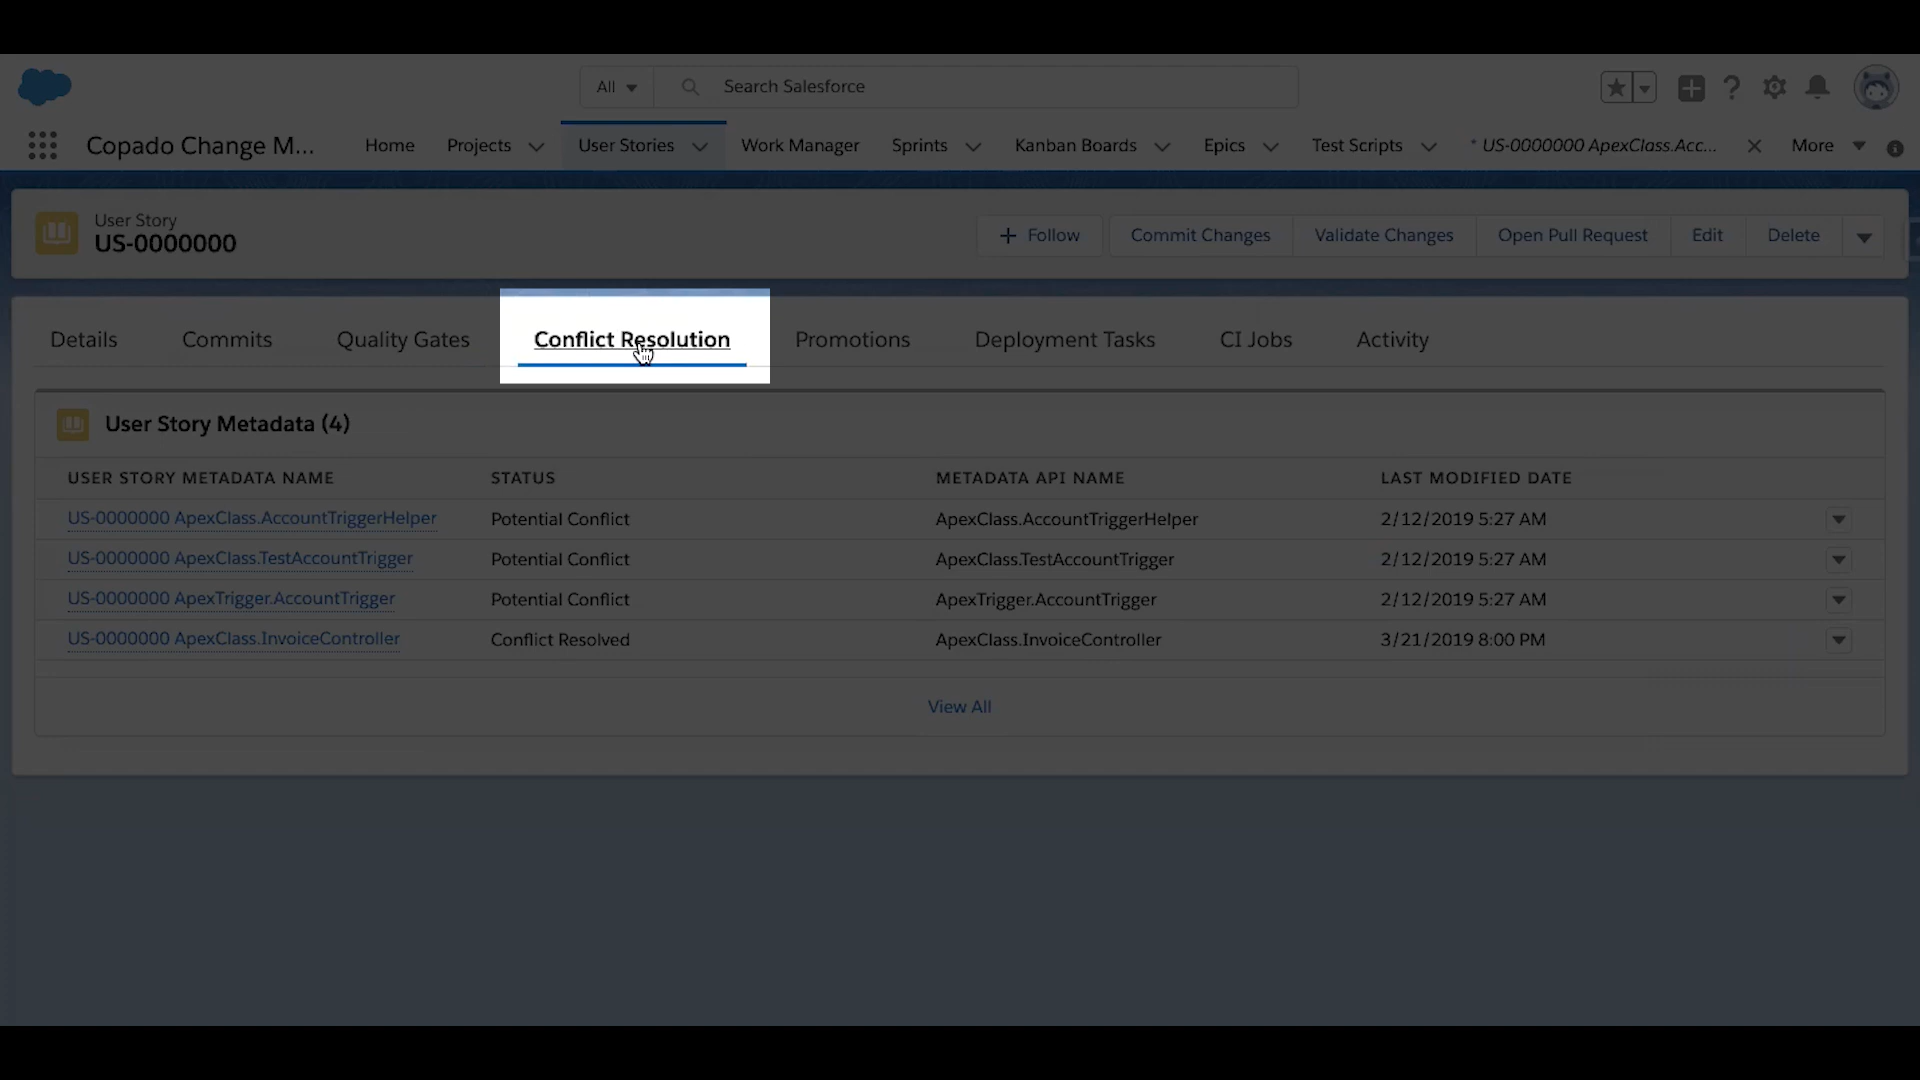 All
Search Salesforce
Copado Change M...
Home
Projects
User Stories
Work Manager
Sprints
Kanban Boards
Epics
Test Scripts
* US-0000000 ApexClass.Acc...
More
User Story
US-0000000
Follow
Commit Changes
Validate Changes
Open Pull Request
Edit
Delete
Details
Commits
Quality Gates
Conflict Resolution
Promotions
Deployment Tasks
CI Jobs
Activity
User Story Metadata (4)
USER STORY METADATA NAME STATUS METADATA API NAME LAST MODIFIED DATE
US-0000000 ApexClass.AccountTriggerHelper Potential Conflict ApexClass.AccountTriggerHelper 2/12/2019 5:27 AM
US-0000000 ApexClass.TestAccountTrigger Potential Conflict ApexClass.TestAccountTrigger 2/12/2019 5:27 AM
US-0000000 ApexTrigger.AccountTrigger Potential Conflict ApexTrigger.AccountTrigger 2/12/2019 5:27 AM
US-0000000 ApexClass.InvoiceController Conflict Resolved ApexClass.InvoiceController 3/21/2019 8:00 PM
View All